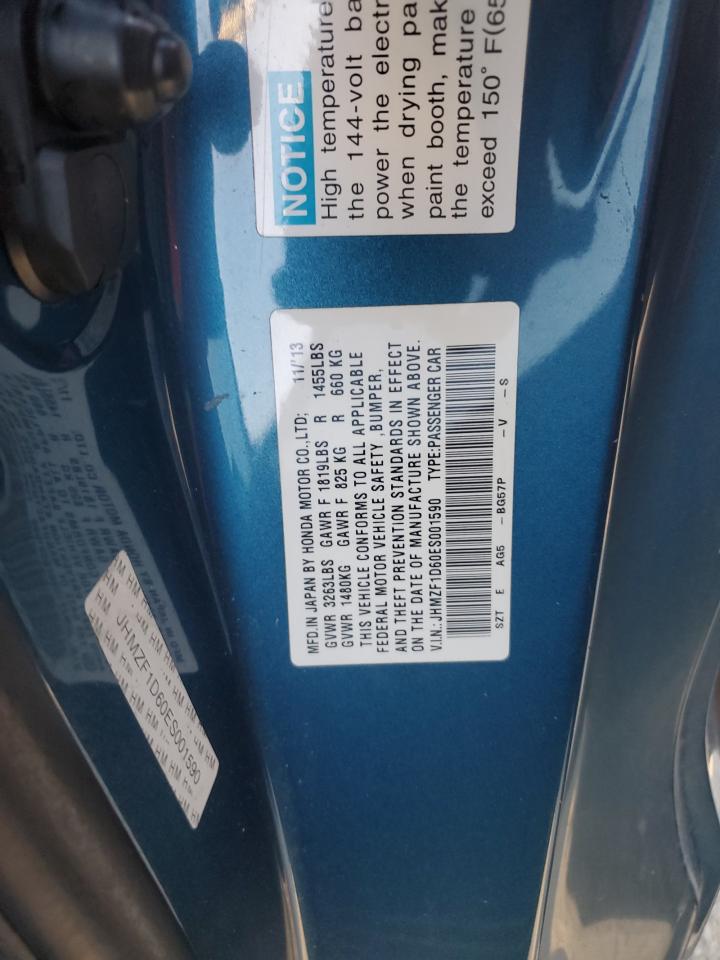 NOTICE
High temperature
the 144-volt ba
power the electr
when drying pa
paint booth, mak
the temperature
exceed 150° F(65
MFD.IN JAPAN BY HONDA MOTOR CO.,LTD; 11/'13
GVWR 3263LBS GAWR F 1819LBS R 1455LBS
GVWR 1480KG GAWR F 825 KG R 660 KG
THIS VEHICLE CONFORMS TO ALL APPLICABLE
FEDERAL MOTOR VEHICLE SAFETY ,BUMPER,
AND THEFT PREVENTION STANDARDS IN EFFECT
ON THE DATE OF MANUFACTURE SHOWN ABOVE.
V.I.N.: JHMZF1D60ES001590 TYPE:PASSENGER CAR
SZT E AG5 -BG57P -V -S
JHMZF1D60ES001590